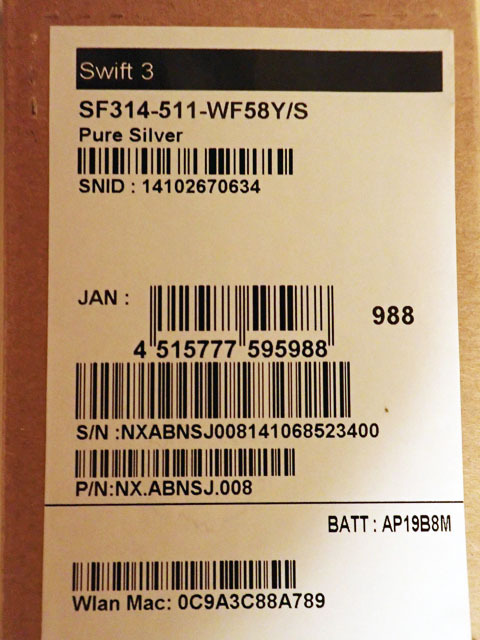 Swift 3
SF314-511-WF58Y/S
Pure Silver
SNID : 14102670634
JAN :
988
4 515777 595988
S/N :NXABNSJ008141068523400
P/N:NX.ABNSJ.008
BATT : AP19B8M
Wlan Mac: 0C9A3C88A789